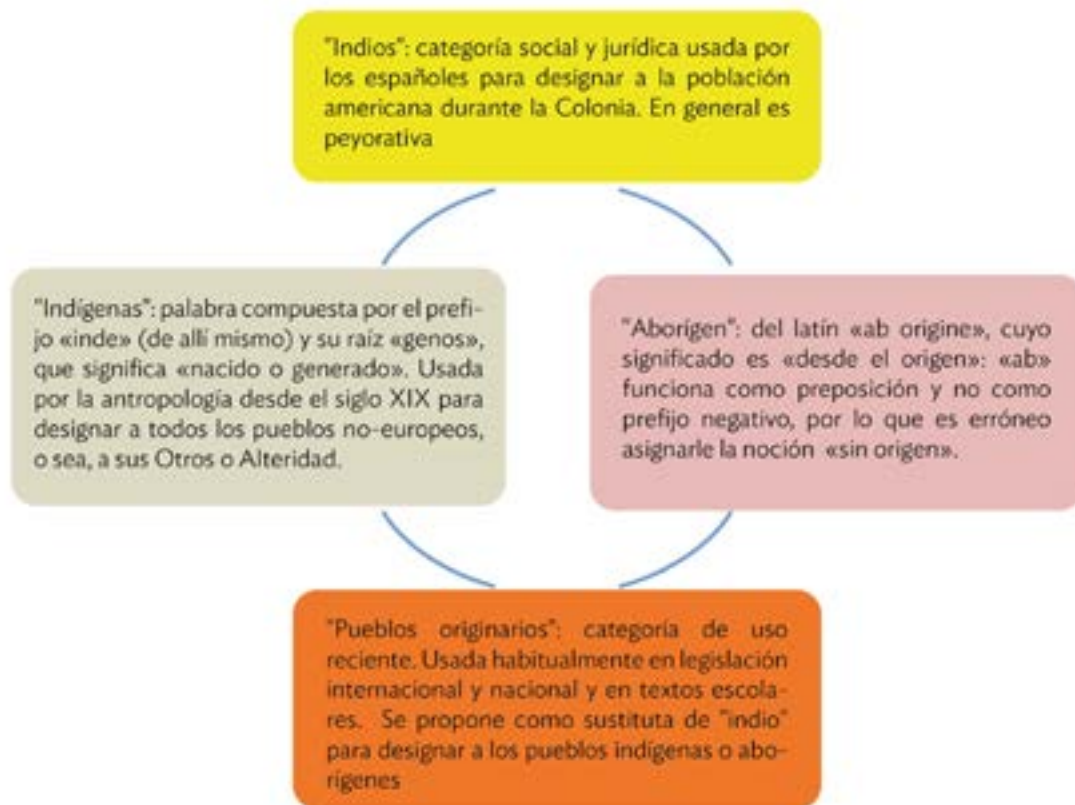 "Indios": categoría social y jurídica usada por
los españoles para designar a la población
americana durante la Colonia. En general es
peyorativa
"Indígenas": palabra compuesta por el prefi-
jo «inde» (de allí mismo) y su raíz «genos»,
que significa «nacido o generado». Usada
por la antropología desde el siglo XIX para
designar a todos los pueblos no-europeos,
o sea, a sus Otros o Alteridad.
"Aborígen": del latín «ab origine», cuyo
significado es «desde el origen»: «ab»
funciona como preposición y no como
prefijo negativo, por lo que es erróneo
asignarle la noción «sin origen».
"Pueblos originarios": categoría de uso
reciente. Usada habitualmente en legislación
internacional y nacional y en textos escola-
res. Se propone como sustituta de "indio"
para designar a los pueblos indígenas o abo-
rígenes